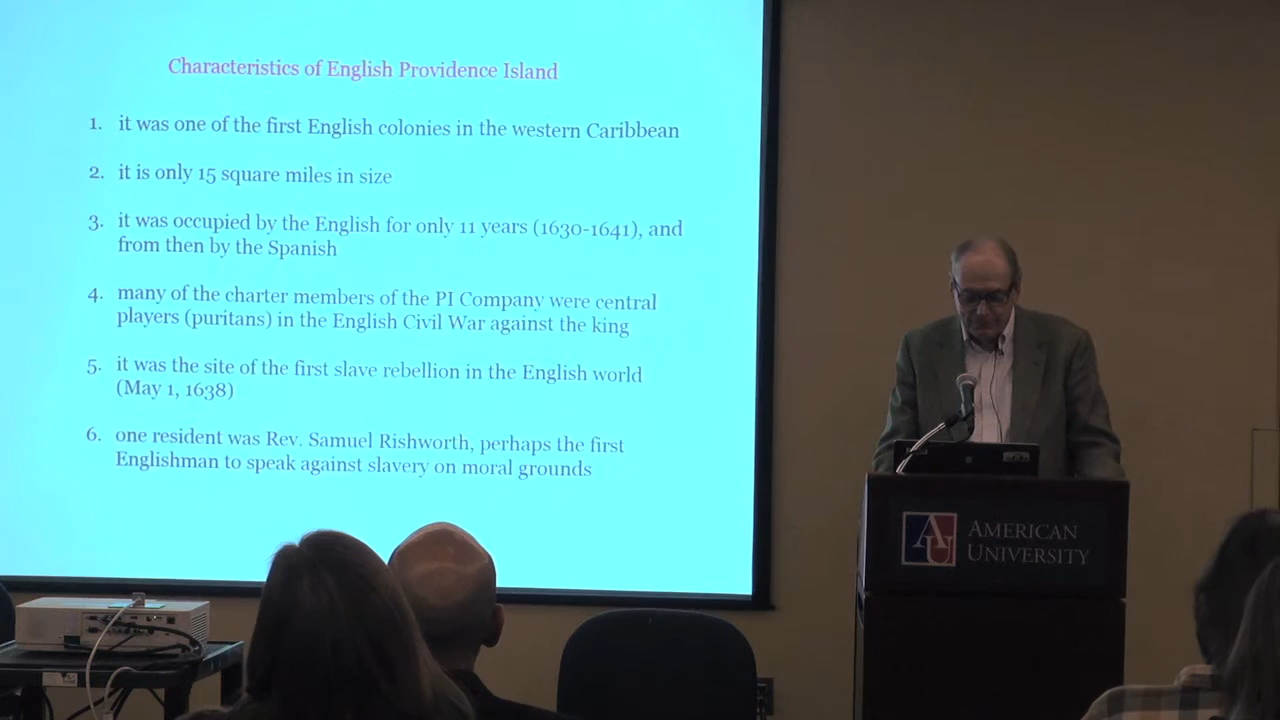 Characteristics of English Providence Island
1. it was one of the first English colonies in the western Caribbean
2. it is only 15 square miles in size
3. it was occupied by the English for only 11 years (1630-1641), and
from then by the Spanish
4. many of the charter members of the PI Company were central
players (puritans) in the English Civil War against the king
5. it was the site of the first slave rebellion in the English world
(May 1, 1638)
6. one resident was Rev. Samuel Rishworth, perhaps the first
Englishman to speak against slavery on moral grounds
AU
AMERICAN
UNIVERSITY